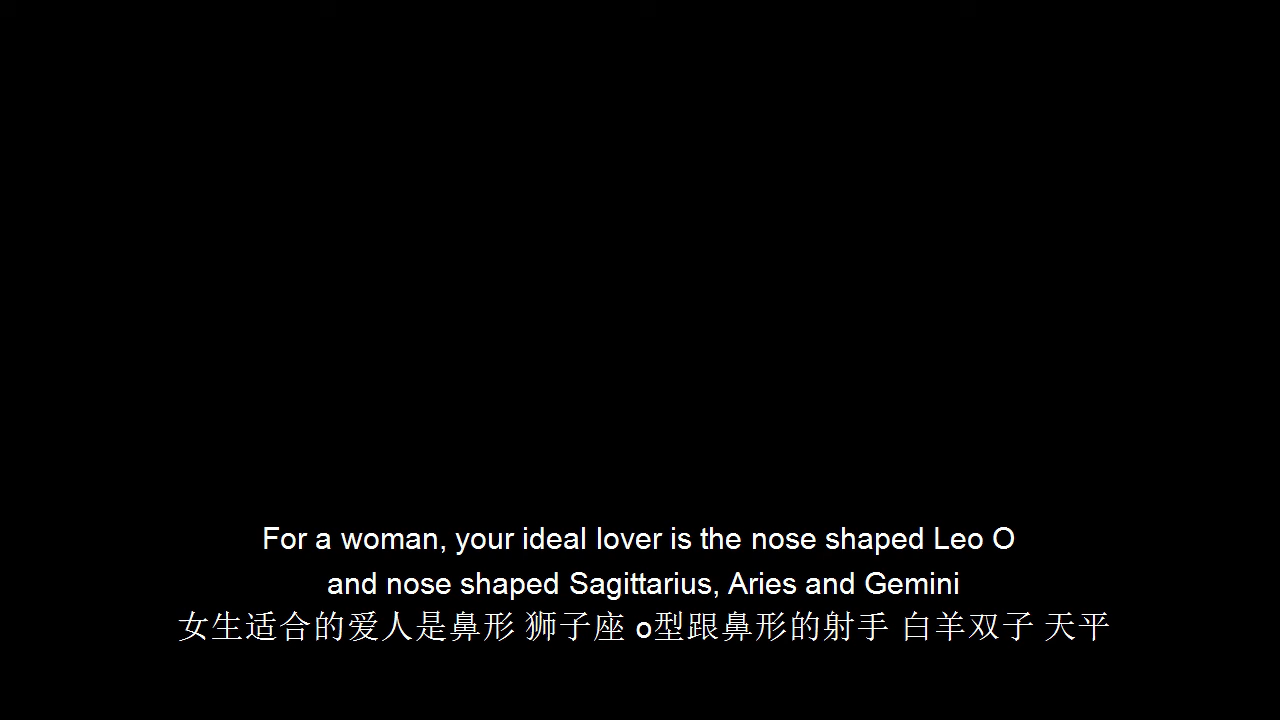 For a woman, your ideal lover is the nose shaped Leo O
and nose shaped Sagittarius, Aries and Gemini
女生适合的爱人是鼻形 狮子座 o型跟鼻形的射手 白羊双子 天平